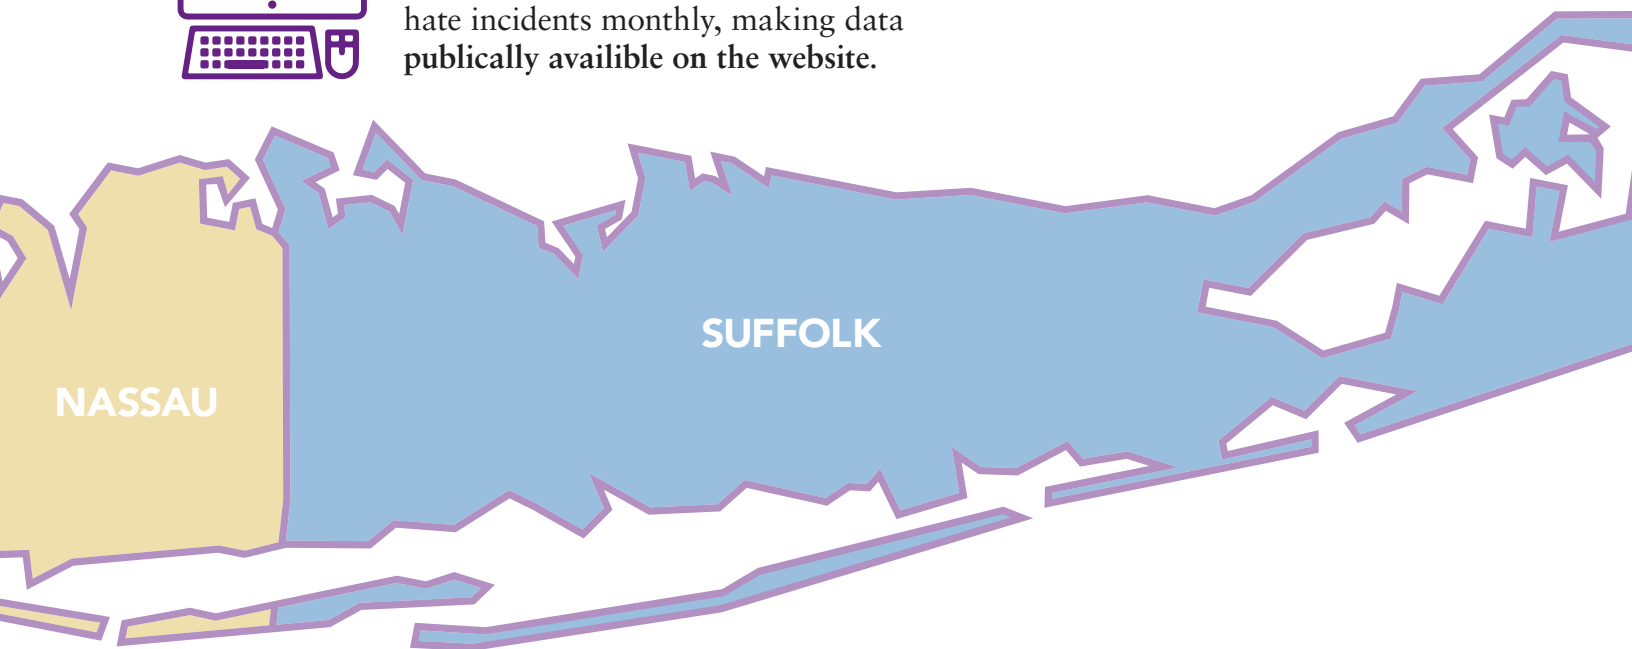 hate incidents monthly, making data
publically availible on the website.
SUFFOLK
NASSAU